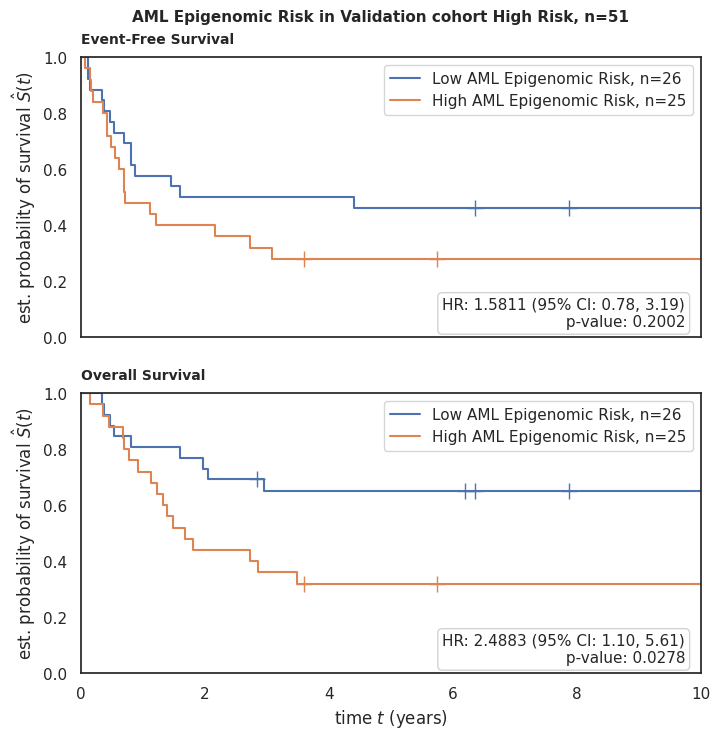 AML Epigenomic Risk in Validation cohort High Risk, n=51
Event-Free Survival
est. probability of survival Ŝ(t)
1.0
0.8
0.6
0.4
0.2
0.0
Low AML Epigenomic Risk, n=26
High AML Epigenomic Risk, n=25
HR: 1.5811 (95% CI: 0.78, 3.19)
p-value: 0.2002
Overall Survival
est. probability of survival Ŝ(t)
1.0
0.8
0.6
0.4
0.2
0.0
Low AML Epigenomic Risk, n=26
High AML Epigenomic Risk, n=25
HR: 2.4883 (95% CI: 1.10, 5.61)
p-value: 0.0278
0 2 4 6 8 10
time t (years)